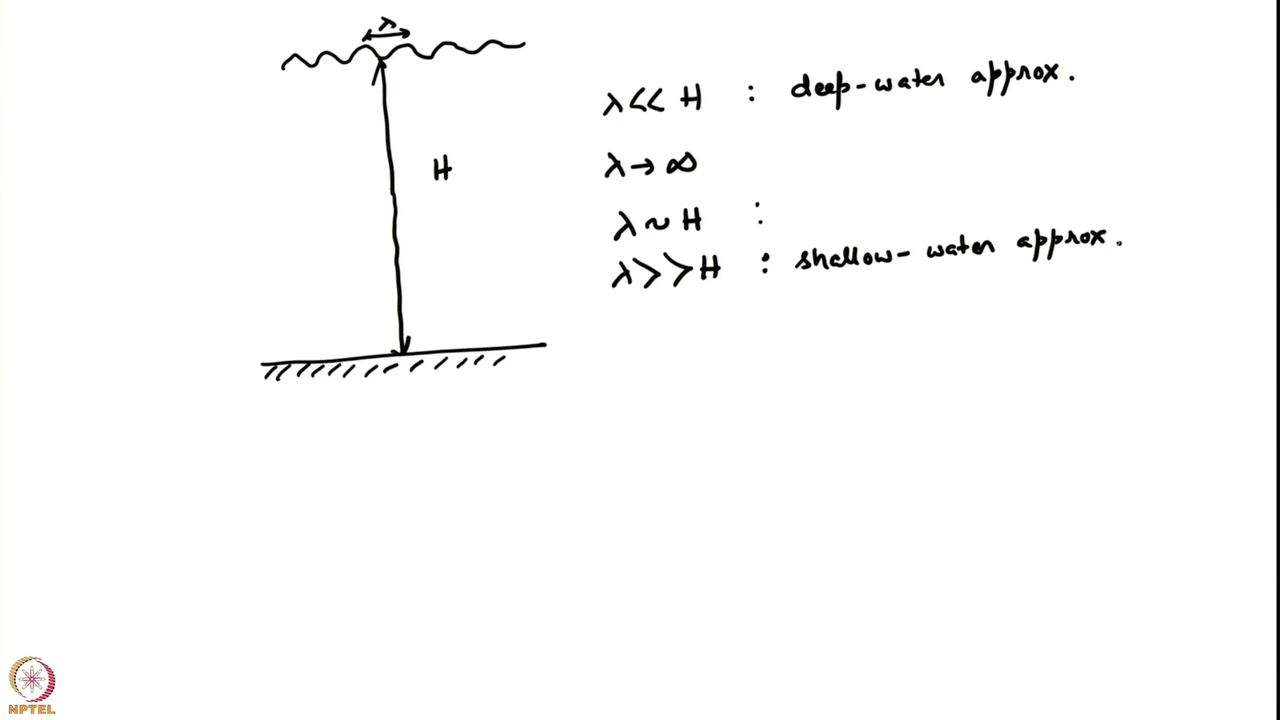 λ
H
λ << H : deep-water approx.
λ → ∞
λ ~ H :
λ >> H : shallow-water approx.
NPTEL